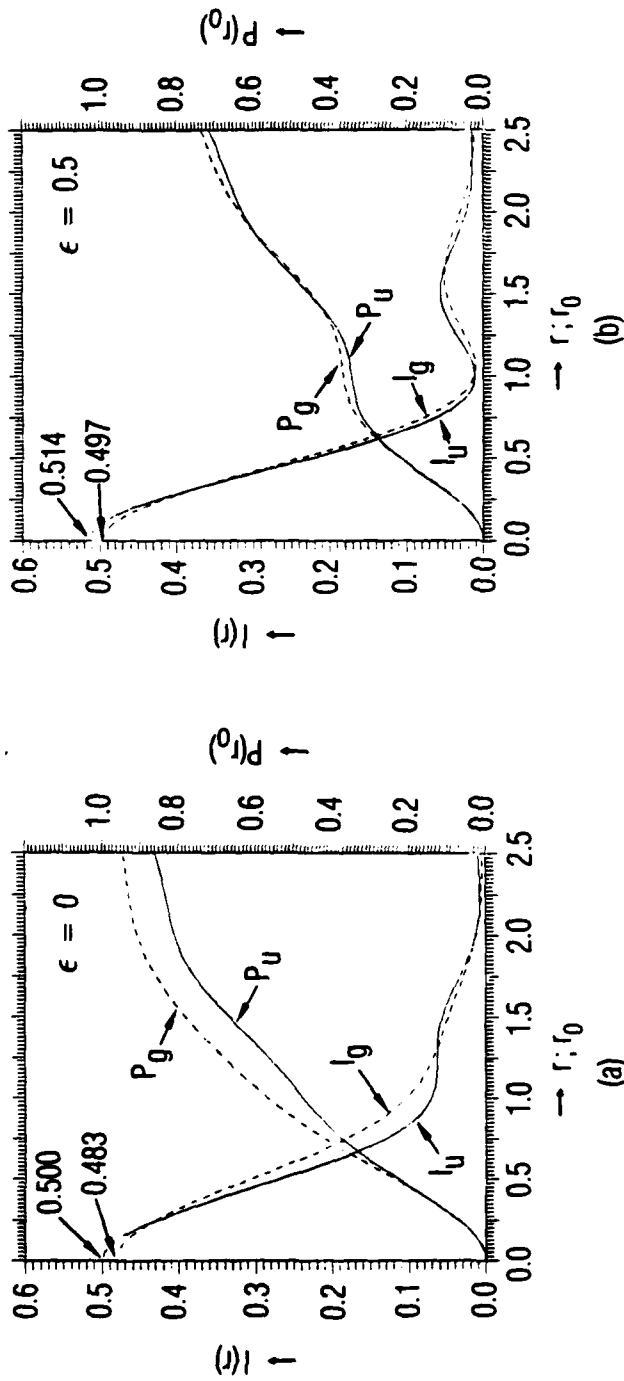 ε = 0
0.500
0.483
P_g
P_u
I_g
I_u
0.6
0.5
0.4
0.3
0.2
0.1
0.0
→ I(r)
1.0
0.8
0.6
0.4
0.2
0.0
→ P(r₀)
0.0 0.5 1.0 1.5 2.0 2.5
→ r ; r₀
(a)
ε = 0.5
0.514
0.497
P_g
P_u
I_g
I_u
0.6
0.5
0.4
0.3
0.2
0.1
0.0
→ I(r)
1.0
0.8
0.6
0.4
0.2
0.0
→ P(r₀)
0.0 0.5 1.0 1.5 2.0 2.5
→ r ; r₀
(b)